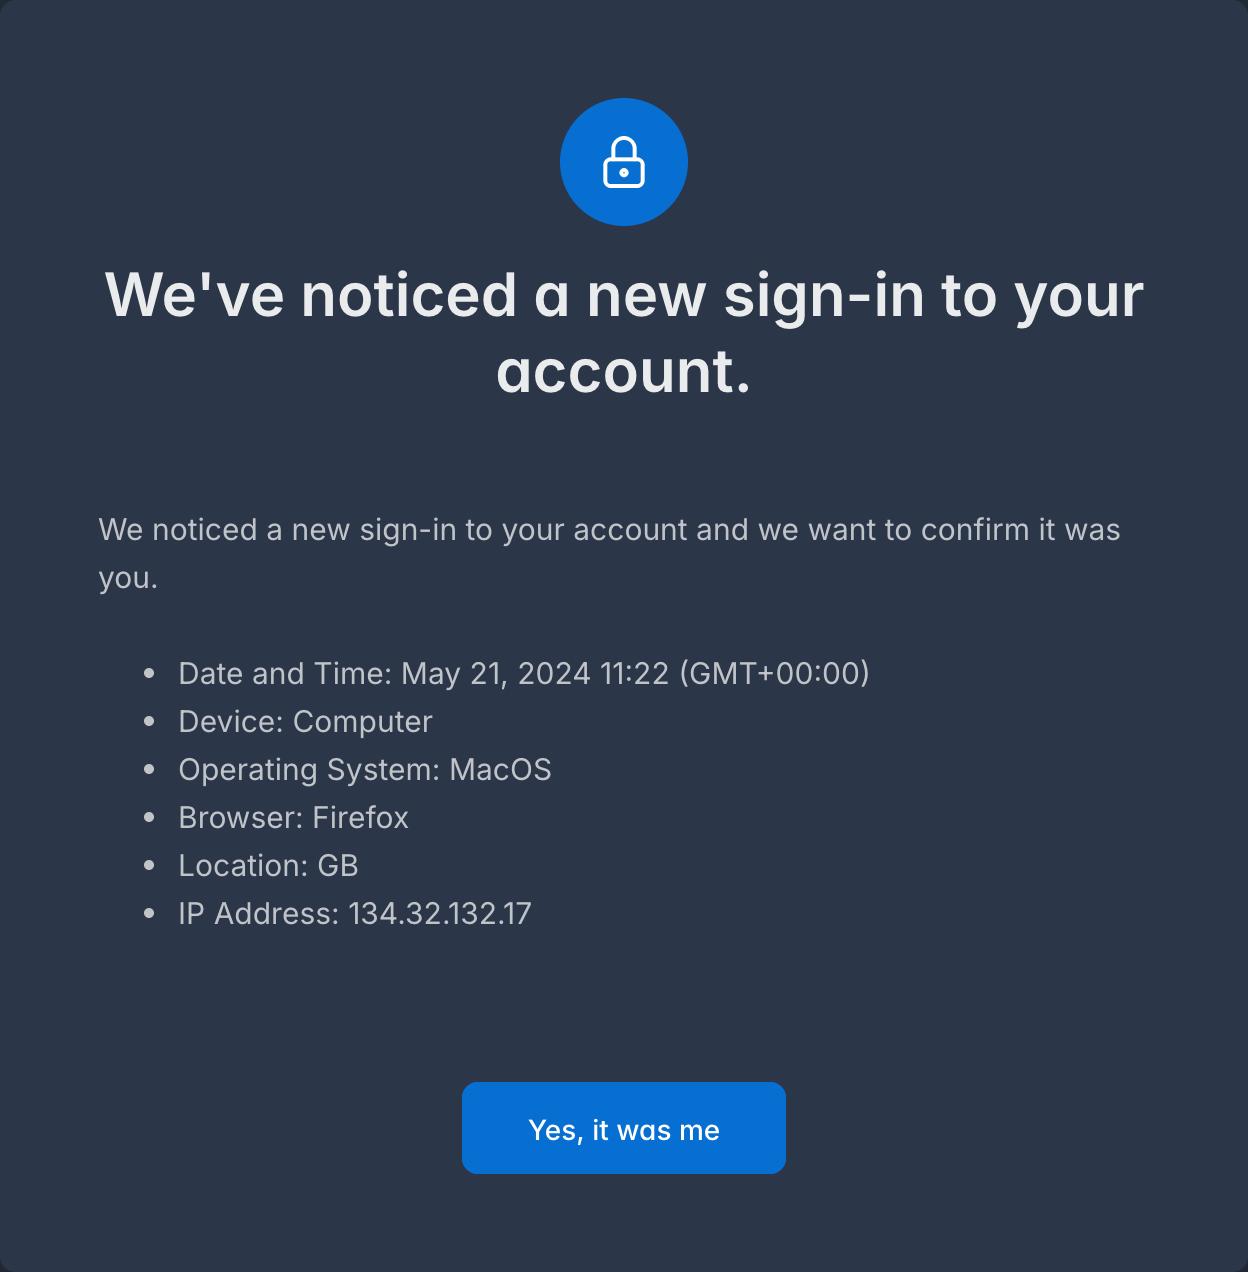 We've noticed a new sign-in to your
account.
We noticed a new sign-in to your account and we want to confirm it was
you.
• Date and Time: May 21, 2024 11:22 (GMT+00:00)
• Device: Computer
• Operating System: MacOS
• Browser: Firefox
• Location: GB
• IP Address: 134.32.132.17
Yes, it was me